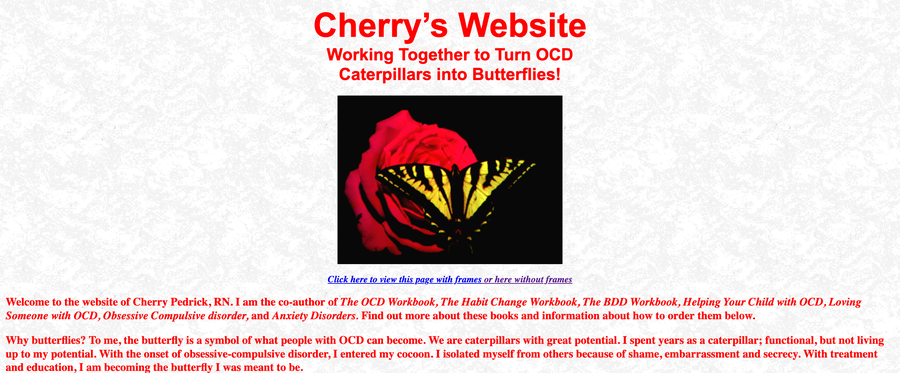 Cherry’s Website
Working Together to Turn OCD
Caterpillars into Butterflies!
Click here to view this page with frames or here without frames
Welcome to the website of Cherry Pedrick, RN. I am the co-author of The OCD Workbook, The Habit Change Workbook, The BDD Workbook, Helping Your Child with OCD, Loving
Someone with OCD, Obsessive Compulsive disorder, and Anxiety Disorders. Find out more about these books and information about how to order them below.
Why butterflies? To me, the butterfly is a symbol of what people with OCD can become. We are caterpillars with great potential. I spent years as a caterpillar; functional, but not living
up to my potential. With the onset of obsessive-compulsive disorder, I entered my cocoon. I isolated myself from others because of shame, embarrassment and secrecy. With treatment
and education, I am becoming the butterfly I was meant to be.